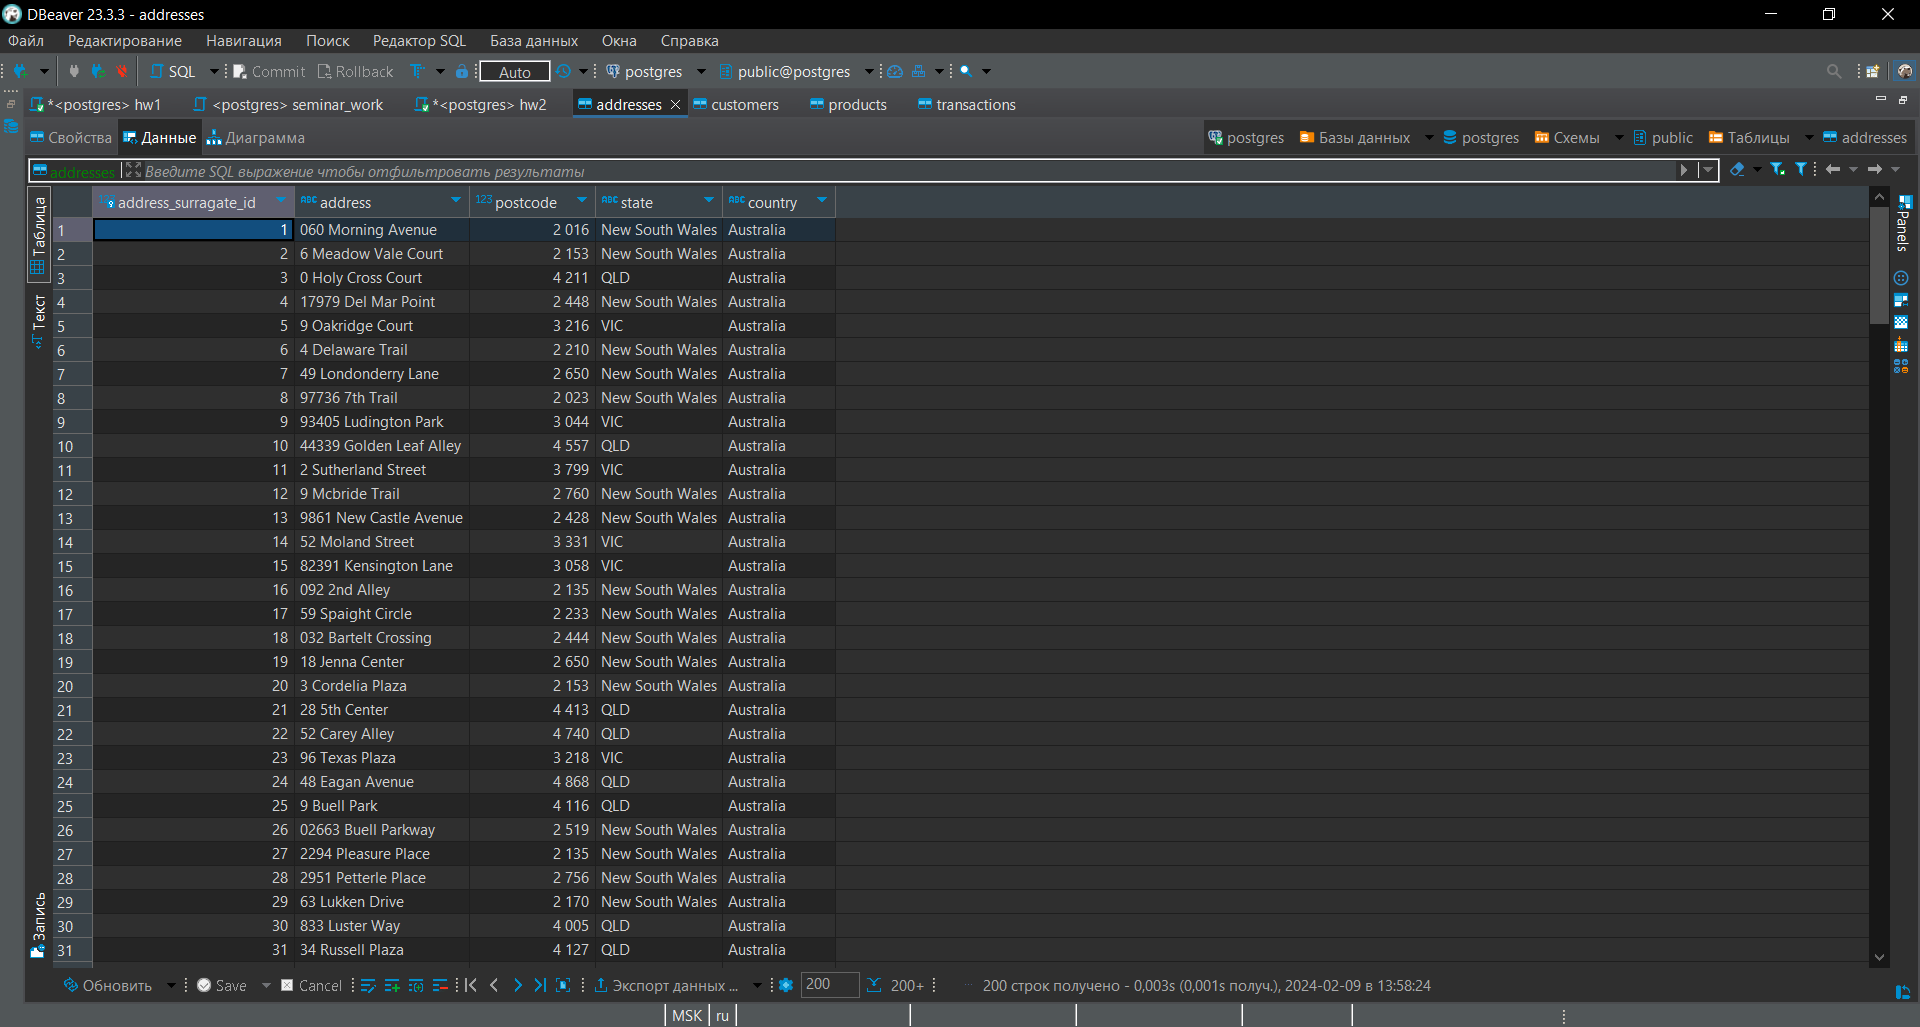 DBeaver 23.3.3 - addresses
Файл Редактирование Навигация Поиск Редактор SQL База данных Окна Справка
SQL Commit Rollback Auto postgres public@postgres
*<postgres> hw1 <postgres> seminar_work *<postgres> hw2 addresses customers products transactions
Свойства Данные Диаграмма postgres Базы данных postgres Схемы public Таблицы addresses
addresses Введите SQL выражение чтобы отфильтровать результаты
Таблица
Текст
Запись
Panels
address_surragate_id ABC address 123 postcode ABC state ABC country
1 1 060 Morning Avenue 2 016 New South Wales Australia
2 2 6 Meadow Vale Court 2 153 New South Wales Australia
3 3 0 Holy Cross Court 4 211 QLD Australia
4 4 17979 Del Mar Point 2 448 New South Wales Australia
5 5 9 Oakridge Court 3 216 VIC Australia
6 6 4 Delaware Trail 2 210 New South Wales Australia
7 7 49 Londonderry Lane 2 650 New South Wales Australia
8 8 97736 7th Trail 2 023 New South Wales Australia
9 9 93405 Ludington Park 3 044 VIC Australia
10 10 44339 Golden Leaf Alley 4 557 QLD Australia
11 11 2 Sutherland Street 3 799 VIC Australia
12 12 9 Mcbride Trail 2 760 New South Wales Australia
13 13 9861 New Castle Avenue 2 428 New South Wales Australia
14 14 52 Moland Street 3 331 VIC Australia
15 15 82391 Kensington Lane 3 058 VIC Australia
16 16 092 2nd Alley 2 135 New South Wales Australia
17 17 59 Spaight Circle 2 233 New South Wales Australia
18 18 032 Bartelt Crossing 2 444 New South Wales Australia
19 19 18 Jenna Center 2 650 New South Wales Australia
20 20 3 Cordelia Plaza 2 153 New South Wales Australia
21 21 28 5th Center 4 413 QLD Australia
22 22 52 Carey Alley 4 740 QLD Australia
23 23 96 Texas Plaza 3 218 VIC Australia
24 24 48 Eagan Avenue 4 868 QLD Australia
25 25 9 Buell Park 4 116 QLD Australia
26 26 02663 Buell Parkway 2 519 New South Wales Australia
27 27 2294 Pleasure Place 2 135 New South Wales Australia
28 28 2951 Petterle Place 2 756 New South Wales Australia
29 29 63 Lukken Drive 2 170 New South Wales Australia
30 30 833 Luster Way 4 005 QLD Australia
31 31 34 Russell Plaza 4 127 QLD Australia
Обновить Save Cancel Экспорт данных ... 200 200+ 200 строк получено - 0,003s (0,001s получ.), 2024-02-09 в 13:58:24
MSK ru